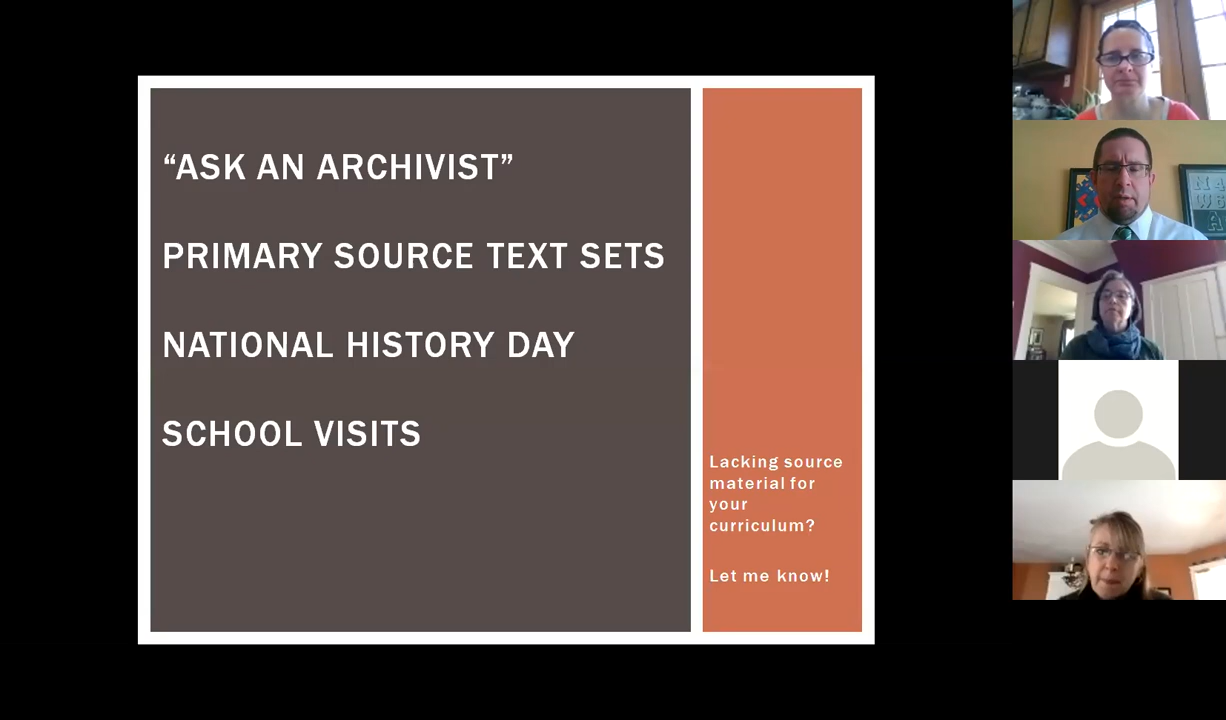 “ASK AN ARCHIVIST”
PRIMARY SOURCE TEXT SETS
NATIONAL HISTORY DAY
SCHOOL VISITS
Lacking source
material for
your
curriculum?
Let me know!